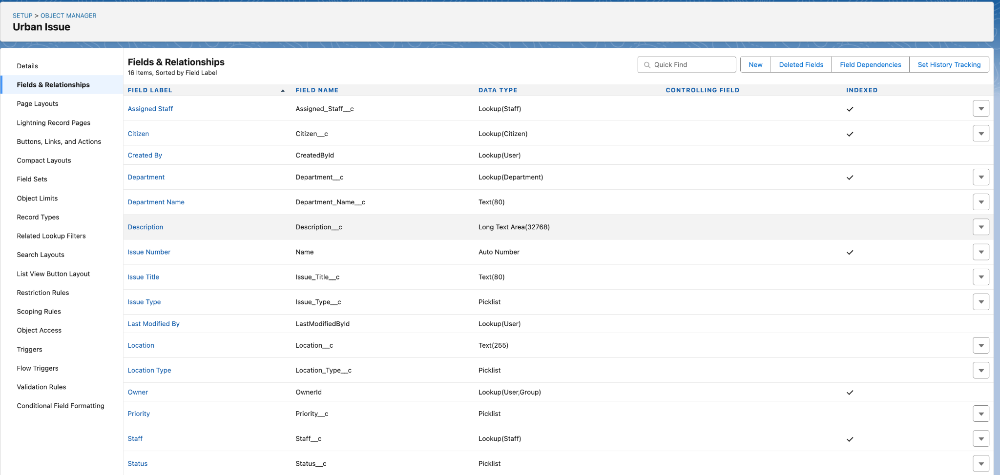 SETUP > OBJECT MANAGER
Urban Issue
Details
Fields & Relationships
Page Layouts
Lightning Record Pages
Buttons, Links, and Actions
Compact Layouts
Field Sets
Object Limits
Record Types
Related Lookup Filters
Search Layouts
List View Button Layout
Restriction Rules
Scoping Rules
Object Access
Triggers
Flow Triggers
Validation Rules
Conditional Field Formatting
Fields & Relationships
16 Items, Sorted by Field Label
Quick Find New Deleted Fields Field Dependencies Set History Tracking
FIELD LABEL FIELD NAME DATA TYPE CONTROLLING FIELD INDEXED
Assigned Staff Assigned_Staff__c Lookup(Staff)
Citizen Citizen__c Lookup(Citizen)
Created By CreatedById Lookup(User)
Department Department__c Lookup(Department)
Department Name Department_Name__c Text(80)
Description Description__c Long Text Area(32768)
Issue Number Name Auto Number
Issue Title Issue_Title__c Text(80)
Issue Type Issue_Type__c Picklist
Last Modified By LastModifiedById Lookup(User)
Location Location__c Text(255)
Location Type Location_Type__c Picklist
Owner OwnerId Lookup(User,Group)
Priority Priority__c Picklist
Staff Staff__c Lookup(Staff)
Status Status__c Picklist